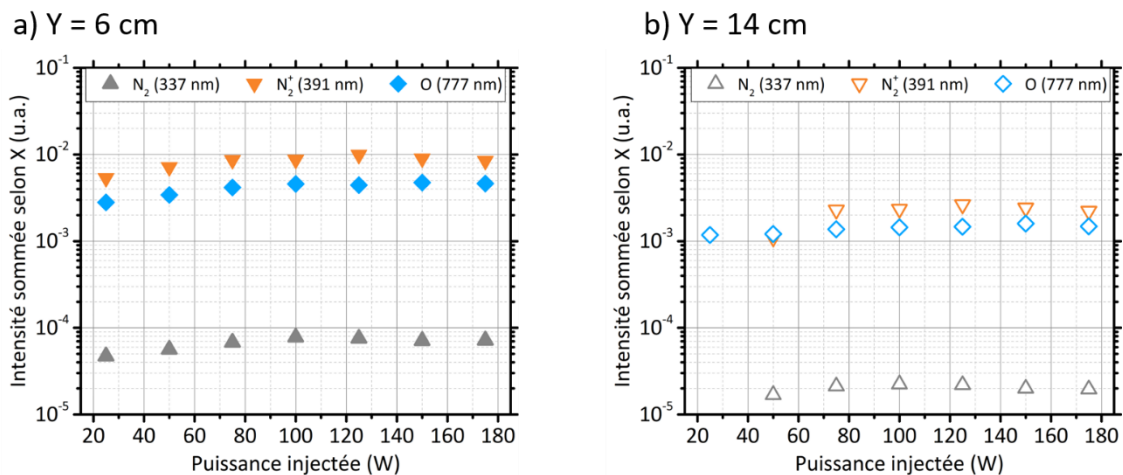 a) Y = 6 cm
b) Y = 14 cm
Intensité sommée selon X (u.a.)
10⁻¹
10⁻²
10⁻³
10⁻⁴
10⁻⁵
N₂ (337 nm) N₂⁺ (391 nm) O (777 nm)
20 40 60 80 100 120 140 160 180
Puissance injectée (W)
Intensité sommée selon X (u.a.)
10⁻¹
10⁻²
10⁻³
10⁻⁴
10⁻⁵
N₂ (337 nm) N₂⁺ (391 nm) O (777 nm)
20 40 60 80 100 120 140 160 180
Puissance injectée (W)